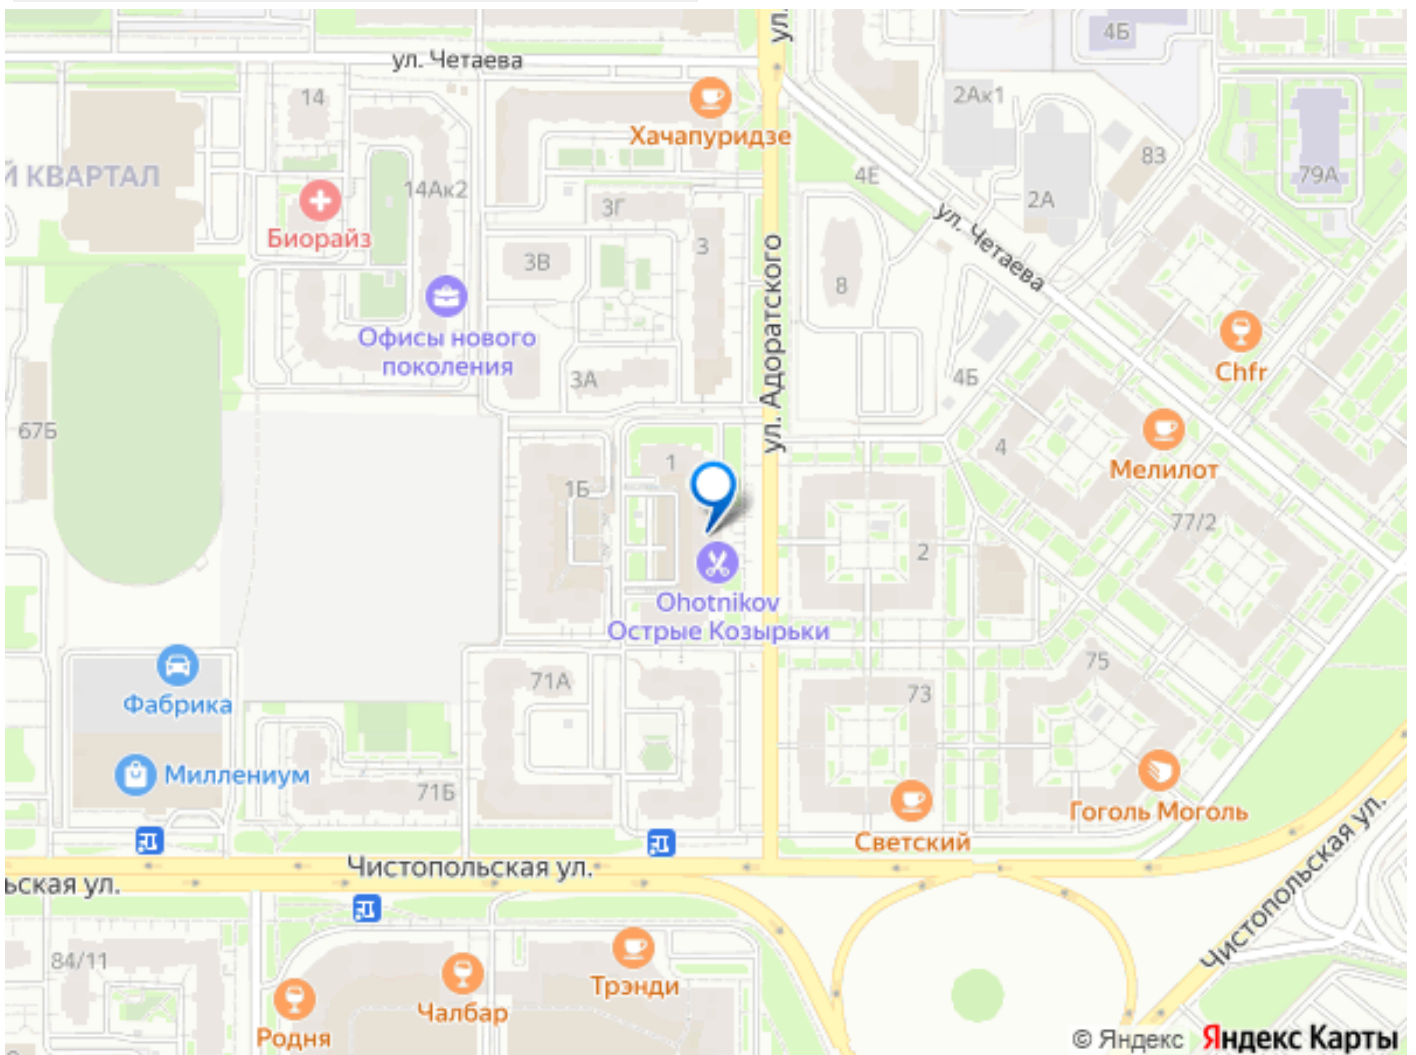 ул.
ул. Четаева
4Б
14
2Ак1
Хачапуридзе
83
Й КВАРТАЛ
4Е
79А
14Ак2
2А
3Г
ул. Четаева
Биорайз
3
3В
ул. Адоратского
8
Офисы нового
поколения
Chfr
3А
4Б
67Б
4
Мелилот
1
1Б
77/2
2
Ohotnikov
Острые Козырьки
75
71А
73
Фабрика
Миллениум
71Б
Гоголь Моголь
Светский
Чистопольская ул.
ьская ул.
Чистопольская ул.
84/11
Трэнди
Чалбар
Родня
© Яндекс Яндекс Карты